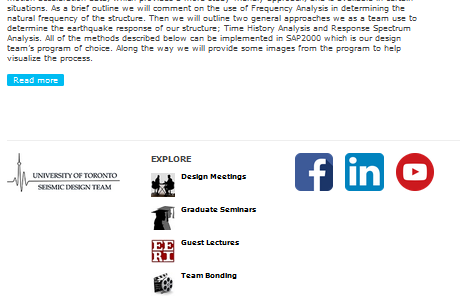 situations. As a brief outline we will comment on the use of Frequency Analysis in determining the
natural frequency of the structure. Then we will outline two general approaches we as a team use to
determine the earthquake response of our structure; Time History Analysis and Response Spectrum
Analysis. All of the methods described below can be implemented in SAP2000 which is our design
team's program of choice. Along the way we will provide some images from the program to help
visualize the process.
Read more
UNIVERSITY OF TORONTO
SEISMIC DESIGN TEAM
EXPLORE
Design Meetings
Graduate Seminars
EE
RI
Guest Lectures
Team Bonding
f
in